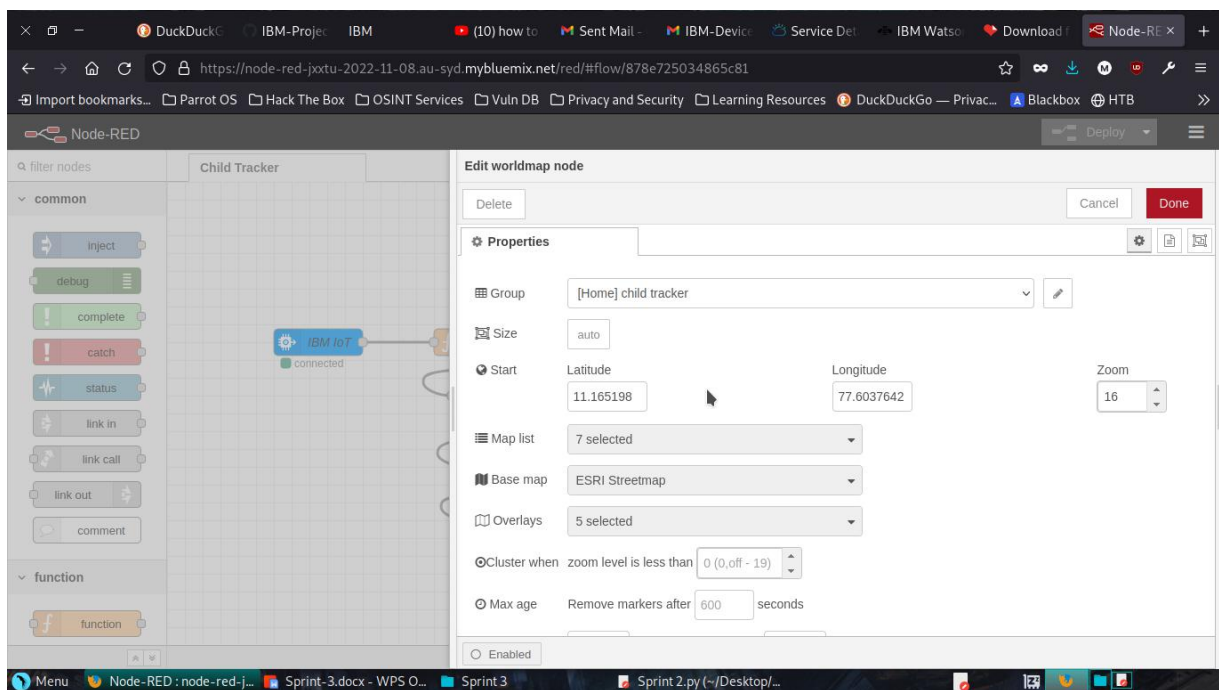 DuckDuckG IBM-Projec IBM (10) how to Sent Mail - IBM-Device Service Det IBM Watso Download f Node-RE
https://node-red-jxxtu-2022-11-08.au-syd.mybluemix.net/red/#flow/878e725034865c81
Import bookmarks... Parrot OS Hack The Box OSINT Services Vuln DB Privacy and Security Learning Resources DuckDuckGo — Privac... Blackbox HTB
Node-RED Deploy
filter nodes Child Tracker Edit worldmap node
common Delete Cancel Done
Properties
inject
debug
Group [Home] child tracker
complete
Size auto
IBM IoT
catch
connected
Start Latitude Longitude Zoom
status
11.165198 77.6037642 16
link in
Map list 7 selected
link call
Base map ESRI Streetmap
link out
Overlays 5 selected
comment
Cluster when zoom level is less than 0 (0,off - 19)
function
Max age Remove markers after 600 seconds
function
Enabled
Menu Node-RED : node-red-j... Sprint-3.docx - WPS O... Sprint 3 Sprint 2.py (~/Desktop/...